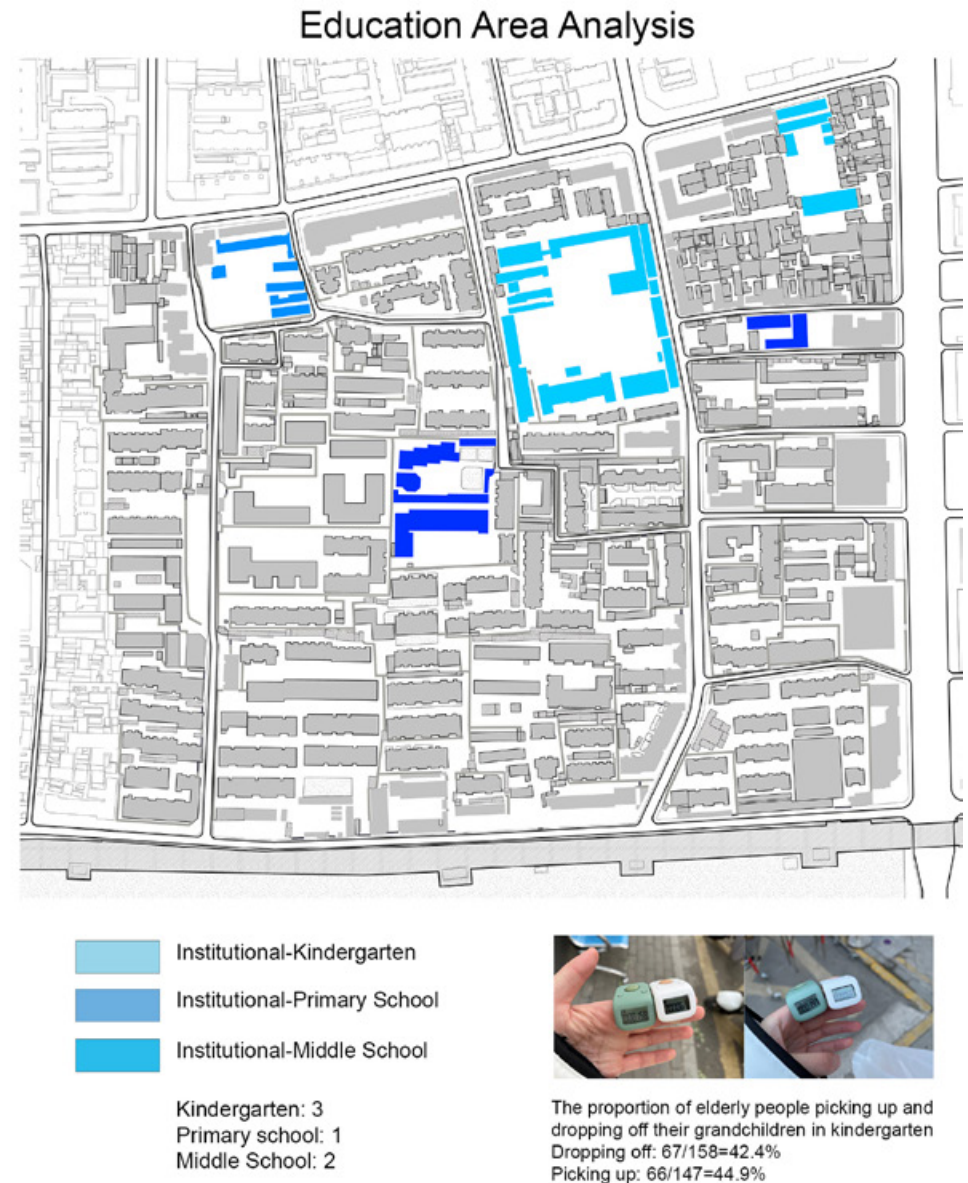 Education Area Analysis
Institutional-Kindergarten
Institutional-Primary School
Institutional-Middle School
Kindergarten: 3
Primary school: 1
Middle School: 2
The proportion of elderly people picking up and
dropping off their grandchildren in kindergarten
Dropping off: 67/158=42.4%
Picking up: 66/147=44.9%